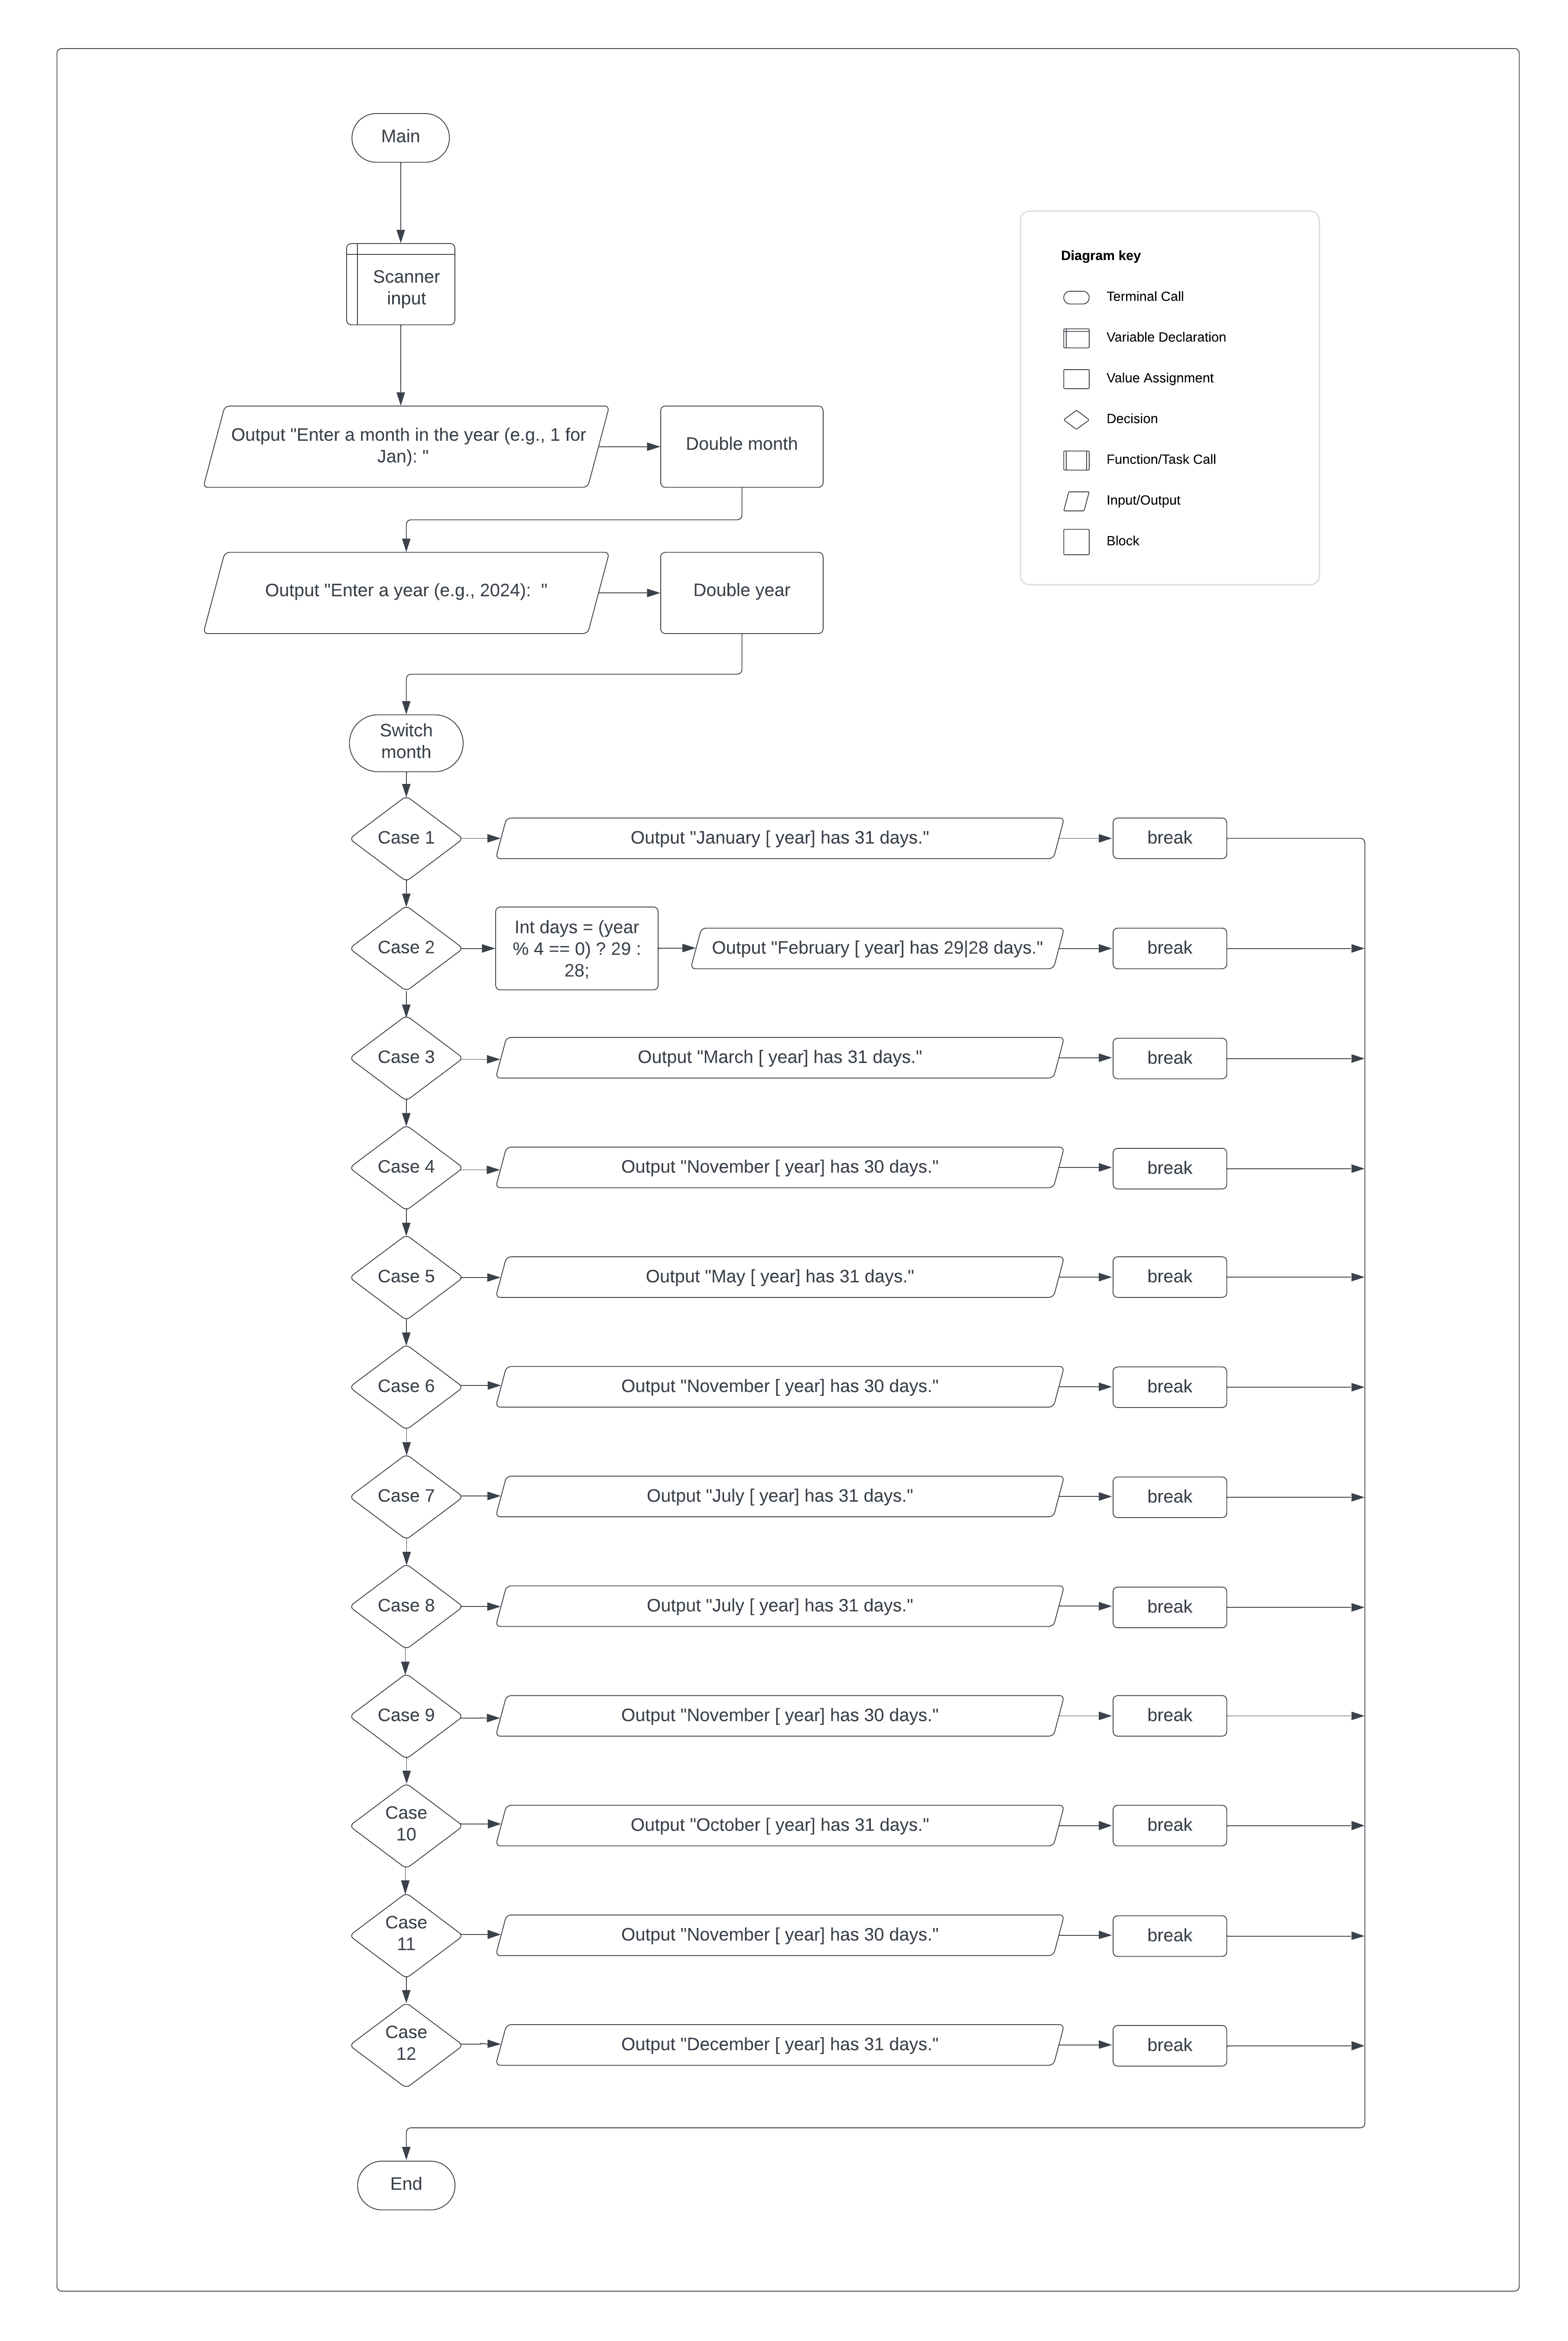 Main
Scanner
input
Diagram key
Terminal Call
Variable Declaration
Value Assignment
Decision
Function/Task Call
Input/Output
Block
Output "Enter a month in the year (e.g., 1 for
Jan): "
Double month
Output "Enter a year (e.g., 2024):  "
Double year
Switch
month
Case 1
Output "January [ year] has 31 days."
break
Case 2
Int days = (year
% 4 == 0) ? 29 :
28;
Output "February [ year] has 29|28 days."
break
Case 3
Output "March [ year] has 31 days."
break
Case 4
Output "November [ year] has 30 days."
break
Case 5
Output "May [ year] has 31 days."
break
Case 6
Output "November [ year] has 30 days."
break
Case 7
Output "July [ year] has 31 days."
break
Case 8
Output "July [ year] has 31 days."
break
Case 9
Output "November [ year] has 30 days."
break
Case
10
Output "October [ year] has 31 days."
break
Case
11
Output "November [ year] has 30 days."
break
Case
12
Output "December [ year] has 31 days."
break
End